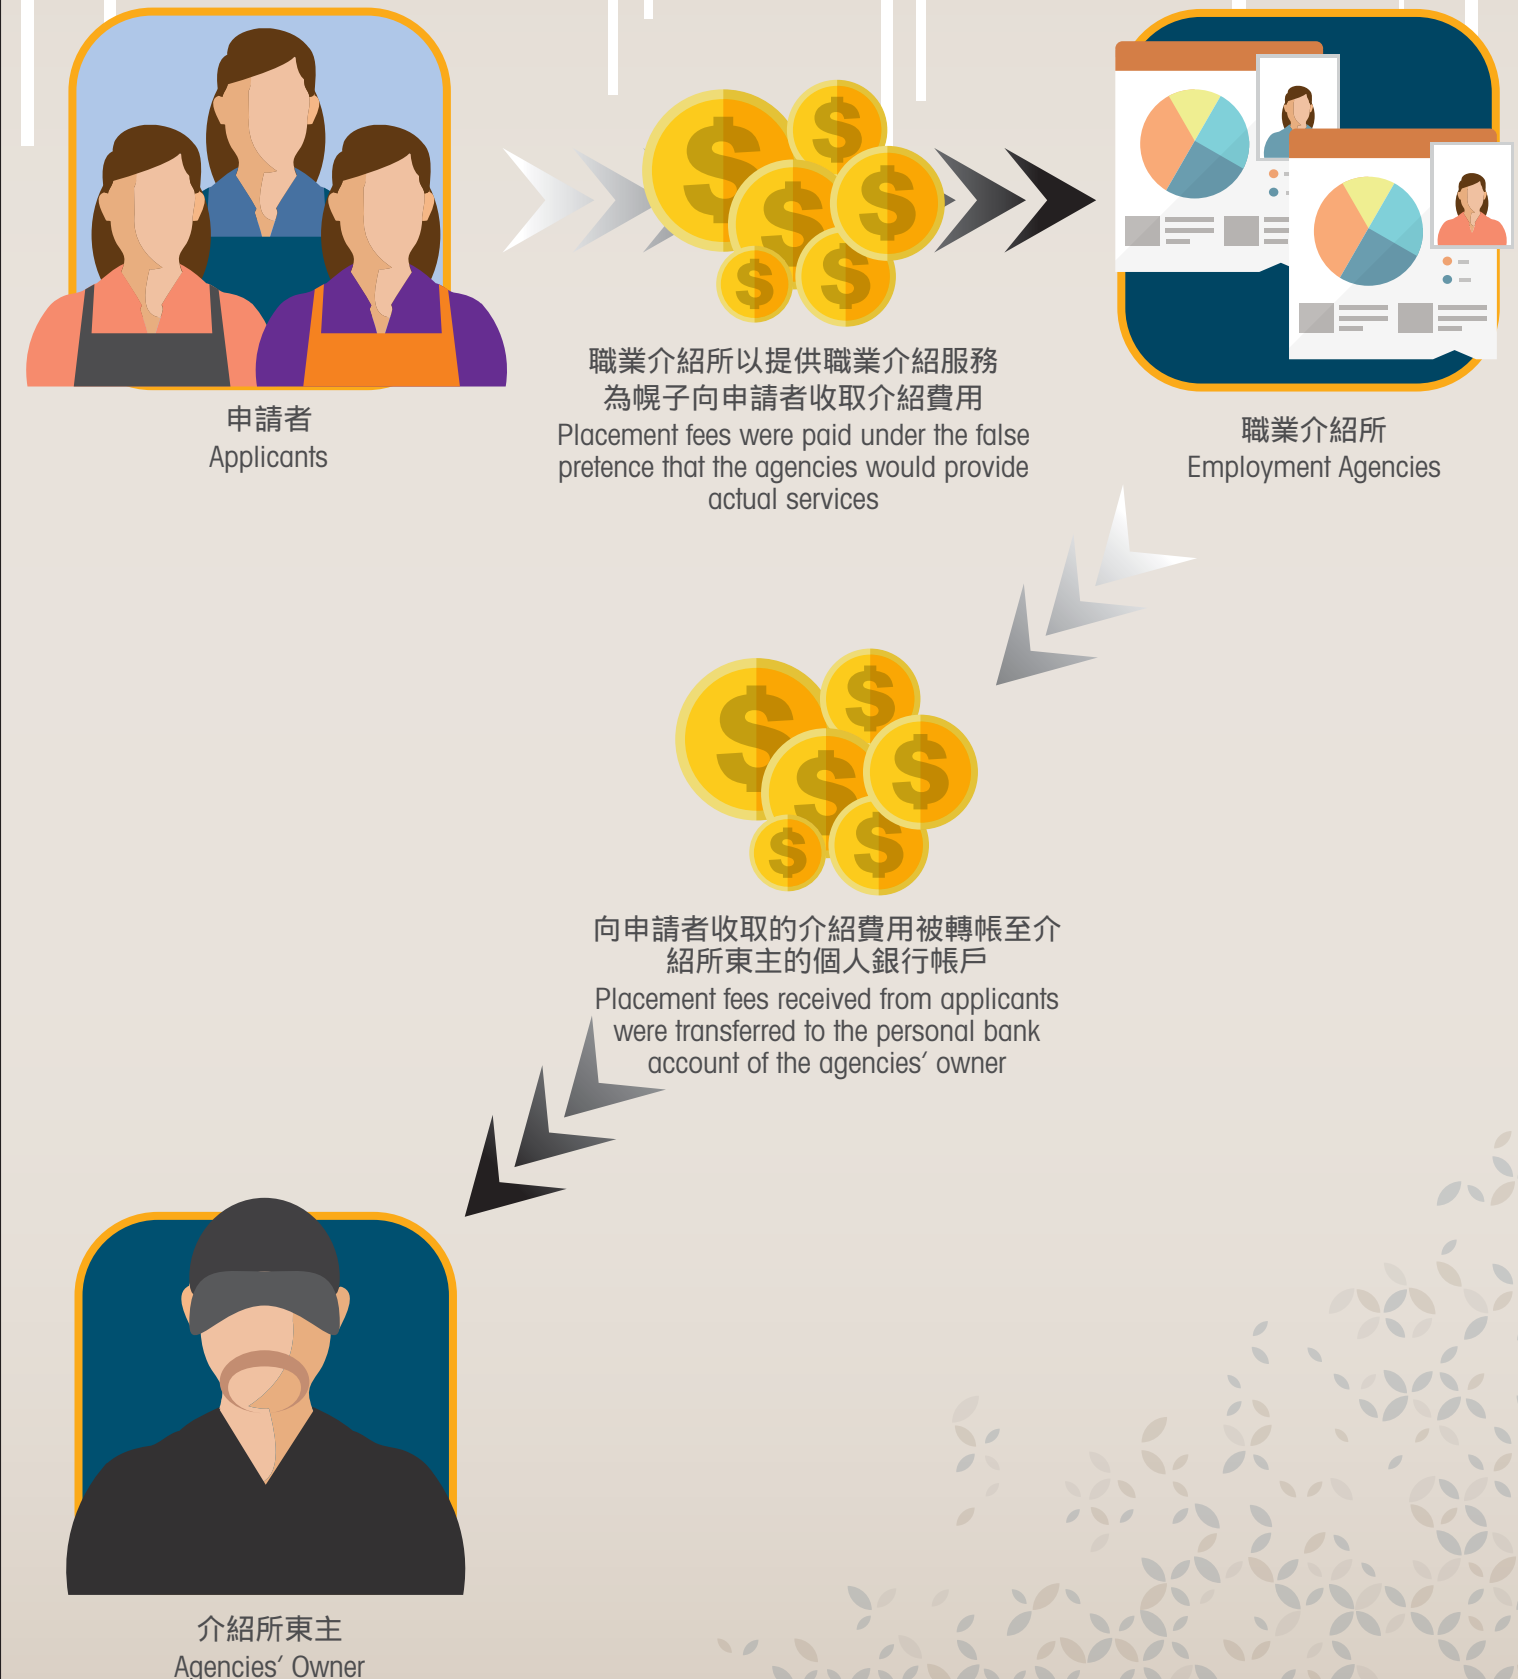 申請者
Applicants
職業介紹所以提供職業介紹服務
為幌子向申請者收取介紹費用
Placement fees were paid under the false
pretence that the agencies would provide
actual services
職業介紹所
Employment Agencies
向申請者收取的介紹費用被轉帳至介
紹所東主的個人銀行帳戶
Placement fees received from applicants
were transferred to the personal bank
account of the agencies’ owner
介紹所東主
Agencies’ Owner